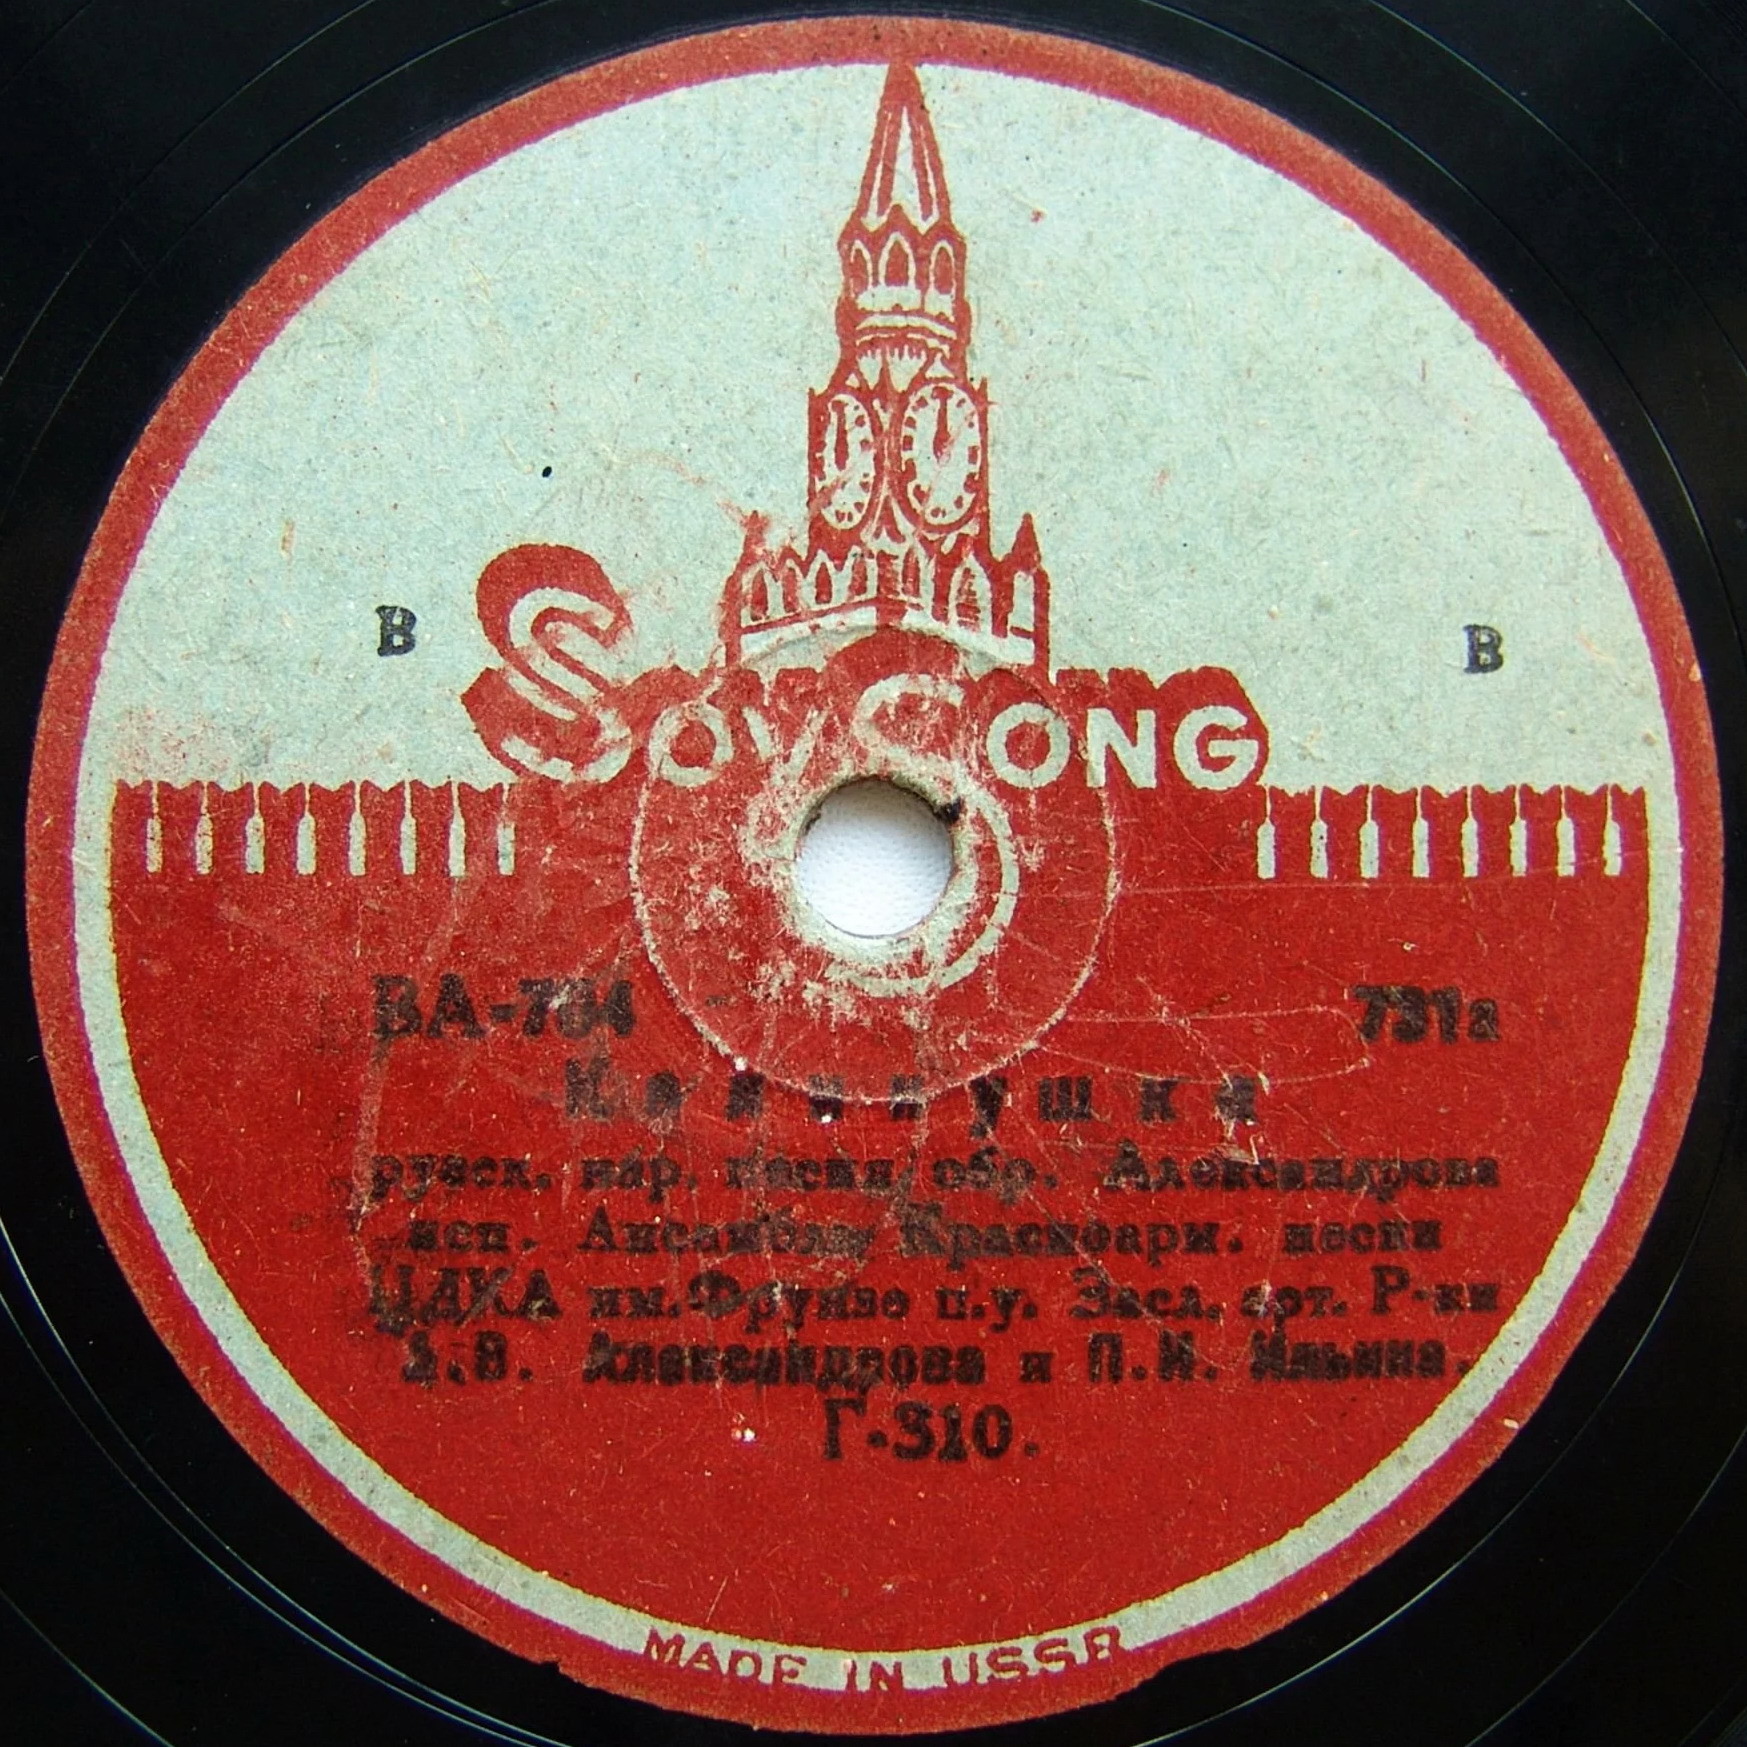 В SovSong В
ВА-734 731а
Калинушка
русск. нар. песня, обр. Александрова
исп. Ансамбль Красноарм. песни
ЦДКА им. Фрунзе п.у. Засл. арт. Р-ки
А.В. Александрова и П.И. Ильина.
Г-310.
MADE IN USSR